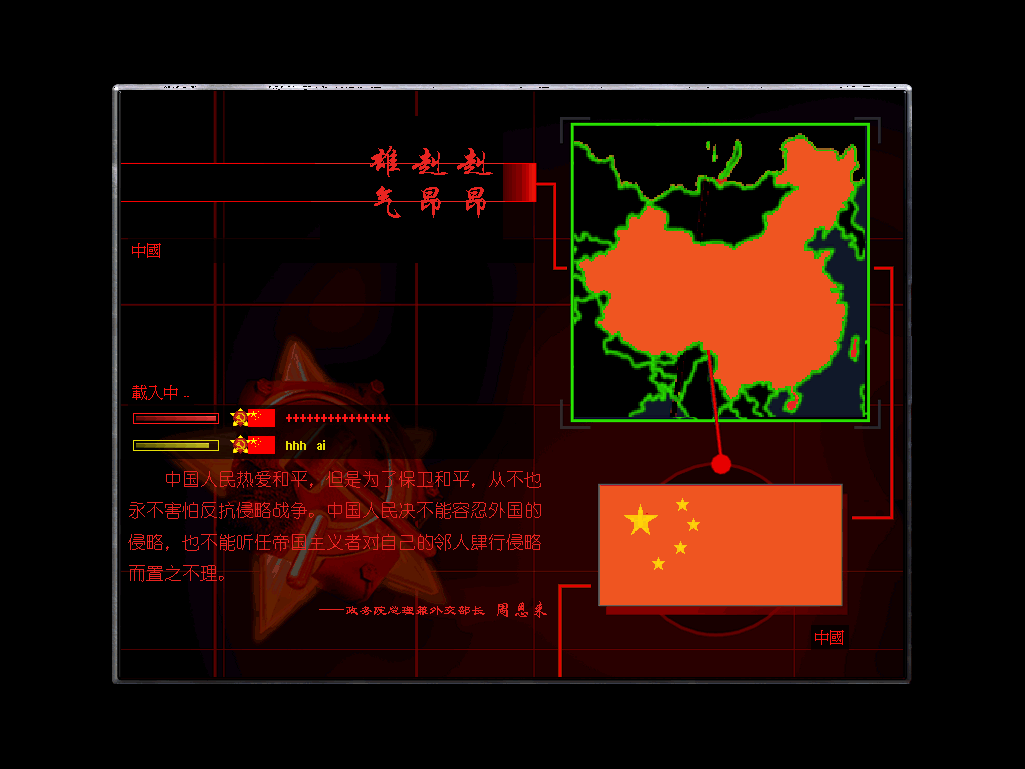 雄赳赳
气昂昂
中國
載入中 ..
++++++++++++++
hhh ai
中国人民热爱和平，但是为了保卫和平，从不也
永不害怕反抗侵略战争。中国人民决不能容忍外国的
侵略，也不能听任帝国主义者对自己的邻人肆行侵略
而置之不理。
——政务院总理兼外交部长 周恩来
中國